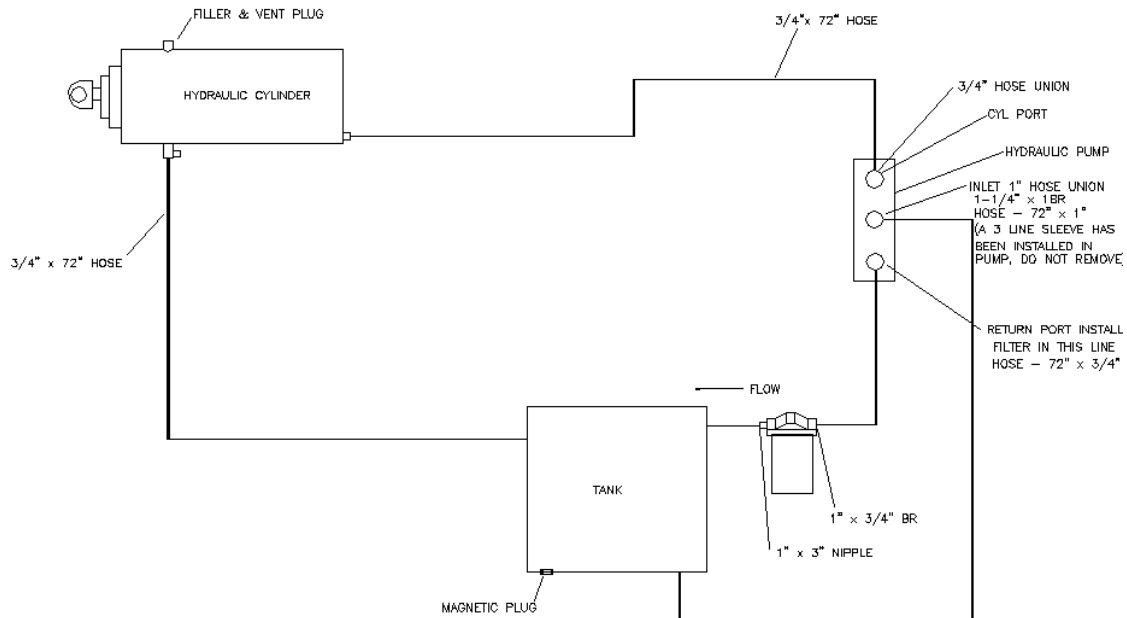 FILLER & VENT PLUG
3/4"x 72" HOSE
HYDRAULIC CYLINDER
3/4" HOSE UNION
CYL PORT
HYDRAULIC PUMP
INLET 1" HOSE UNION
1-1/4" x 1BR
HOSE - 72" x 1"
(A 3 LINE SLEEVE HAS
BEEN INSTALLED IN
PUMP, DO NOT REMOVE)
3/4" x 72" HOSE
RETURN PORT INSTALL
FILTER IN THIS LINE
HOSE - 72" x 3/4"
FLOW
TANK
1" x 3/4" BR
1" x 3" NIPPLE
MAGNETIC PLUG